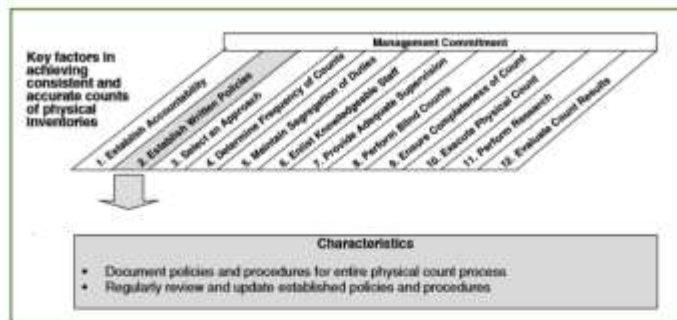 Management Commitment
Key factors in
achieving
consistent and
accurate counts
of physical
Inventories
1. Establish Accountability
2. Establish Written Policies
3. Select an Approach
4. Determine Frequency of Counts
5. Maintain Segregation of Duties
6. Enlist Knowledgeable Staff
7. Provide Adequate Supervision
8. Perform Blind Counts
9. Ensure Completeness of Count
10. Execute Physical Count
11. Perform Research
12. Evaluate Count Results
Characteristics
• Document policies and procedures for entire physical count process
• Regularly review and update established policies and procedures